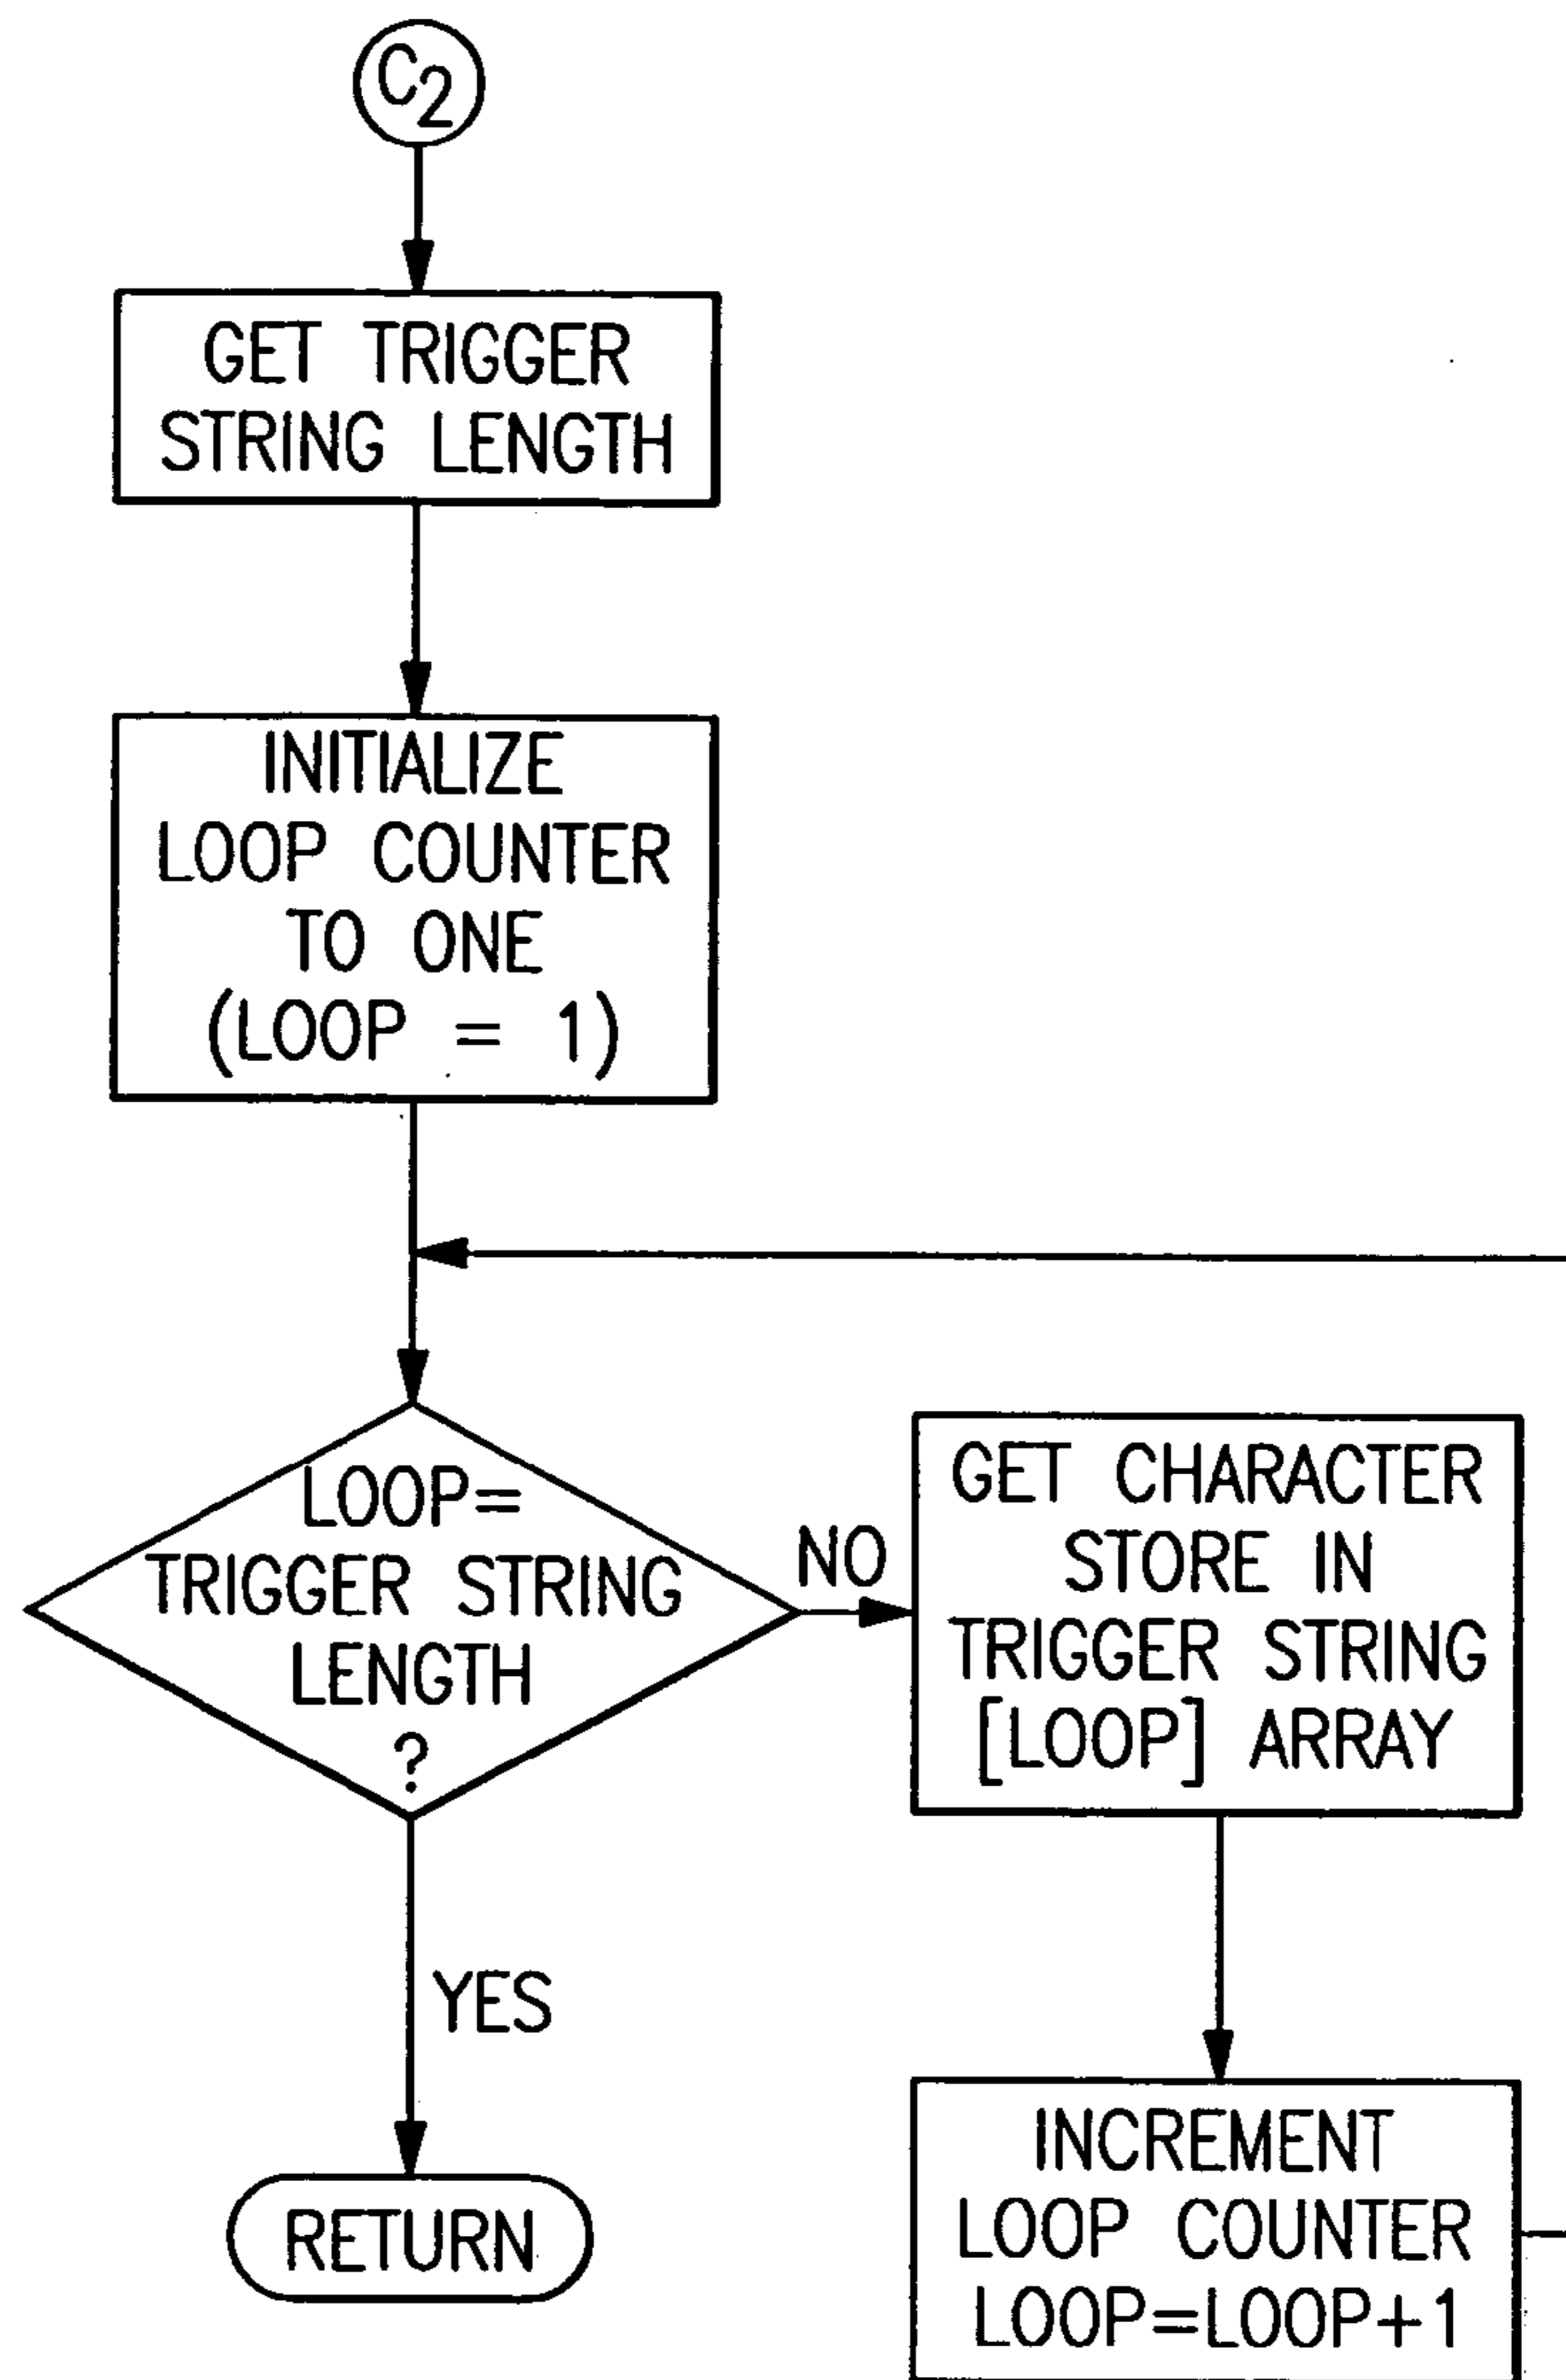 C2
GET TRIGGER
STRING LENGTH
INITIALIZE
LOOP COUNTER
TO ONE
(LOOP = 1)
LOOP=
TRIGGER STRING
LENGTH
?
NO
GET CHARACTER
STORE IN
TRIGGER STRING
[LOOP] ARRAY
YES
RETURN
INCREMENT
LOOP COUNTER
LOOP=LOOP+1